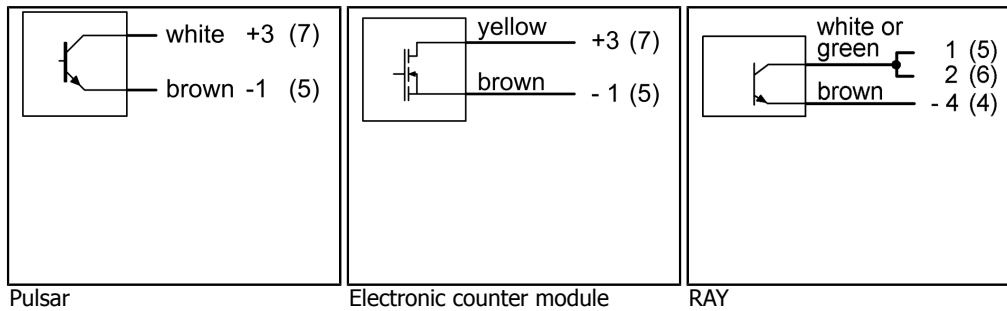 white +3 (7)
brown -1 (5)
Pulsar
yellow +3 (7)
brown - 1 (5)
Electronic counter module
white or
green 1 (5)
2 (6)
brown - 4 (4)
RAY